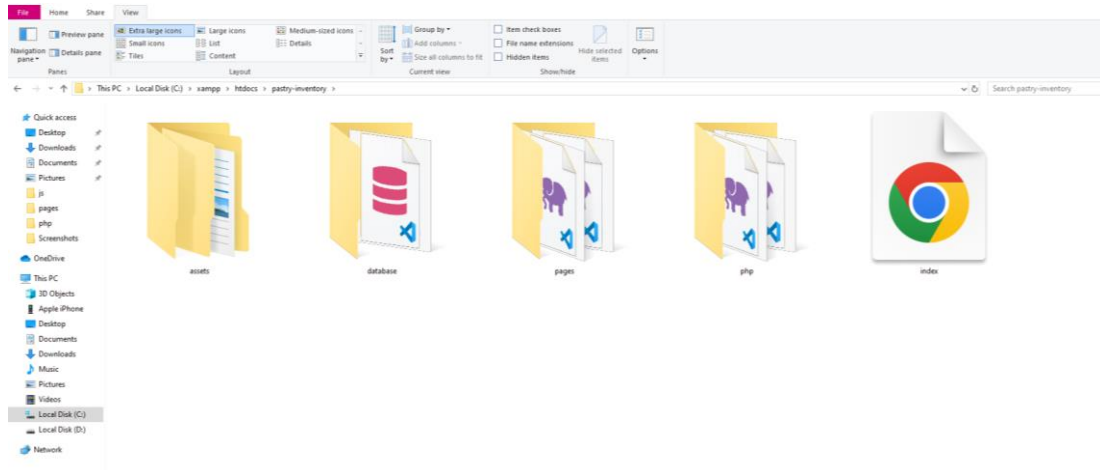 File Home Share View
Preview pane Extra large icons Large icons Medium-sized icons Group by Item check boxes
Navigation pane Details pane Small icons List Details Sort by Add columns File name extensions Hide selected items Options
Tiles Content Size all columns to fit Hidden items
Panes Layout Current view Show/hide
This PC > Local Disk (C:) > xampp > htdocs > pastry-inventory > Search pastry-inventory
Quick access
Desktop
Downloads
Documents
Pictures
js
pages
php
Screenshots
OneDrive
This PC
3D Objects
Apple iPhone
Desktop
Documents
Downloads
Music
Pictures
Videos
Local Disk (C:)
Local Disk (D:)
Network
assets database pages php index